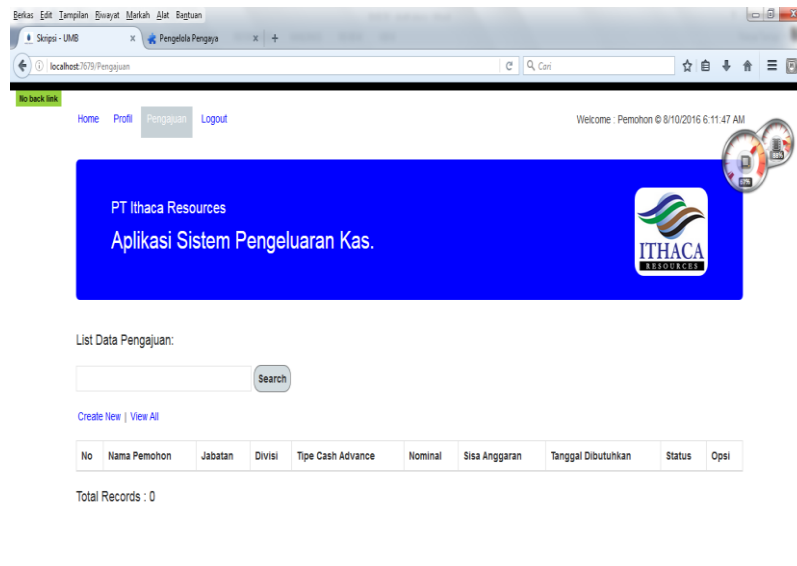 Berkas Edit Tampilan Riwayat Markah Alat Bantuan
Skripsi - UMB x Pengelola Pengaya x +
localhost:7679/Pengajuan Cari
No back link
Home Profil Pengajuan Logout Welcome : Pemohon © 8/10/2016 6:11:47 AM
88%
PT Ithaca Resources
Aplikasi Sistem Pengeluaran Kas.
ITHACA
RESOURCES
List Data Pengajuan:
Search
Create New | View All
No Nama Pemohon Jabatan Divisi Tipe Cash Advance Nominal Sisa Anggaran Tanggal Dibutuhkan Status Opsi
Total Records : 0